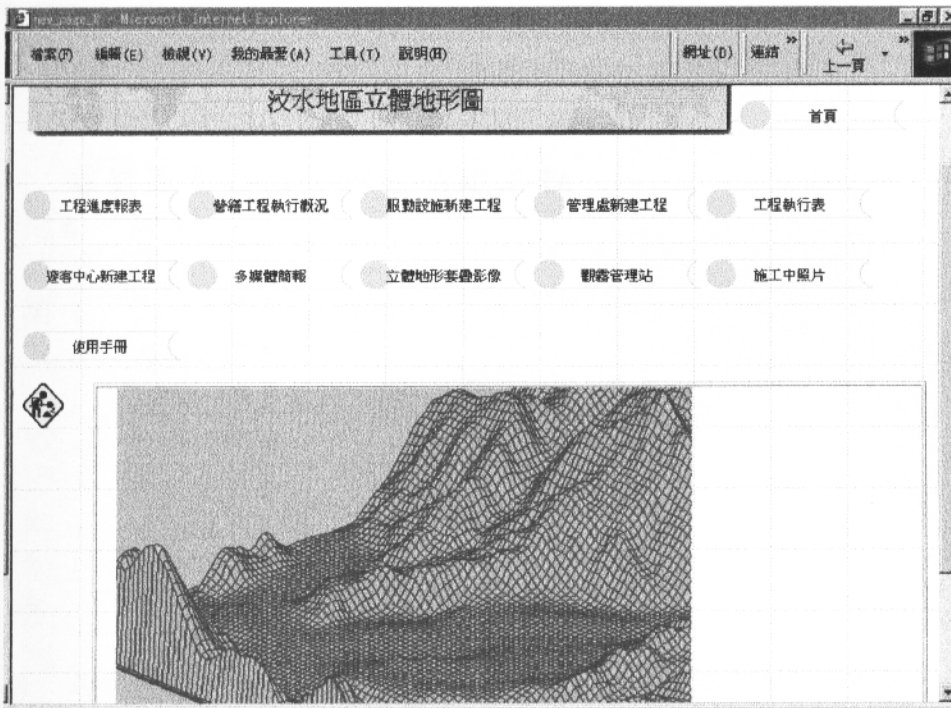 new_page_2 - Microsoft Internet Explorer
檔案(F) 編輯(E) 檢視(V) 我的最愛(A) 工具(T) 說明(H) 網址(D) 連結 » 上一頁 »
汶水地區立體地形圖
首頁
工程進度報表 營繕工程執行概況 服勤設施新建工程 管理處新建工程 工程執行表
遊客中心新建工程 多媒體簡報 立體地形套疊影像 觀霧管理站 施工中照片
使用手冊